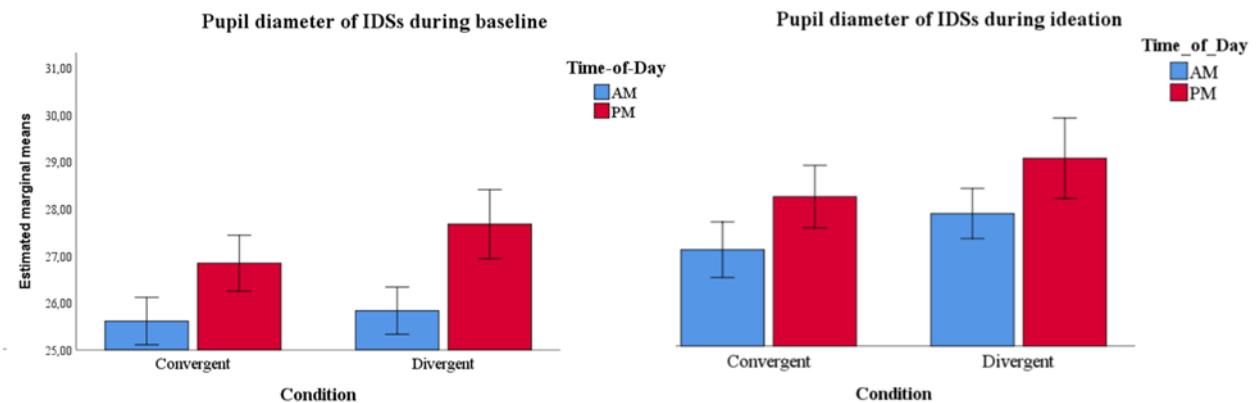 Pupil diameter of IDSs during baseline
Time-of-Day
AM
PM
Estimated marginal means
31,00
30,00
29,00
28,00
27,00
26,00
25,00
Convergent
Divergent
Condition
Pupil diameter of IDSs during ideation
Time_of_Day
AM
PM
Convergent
Divergent
Condition